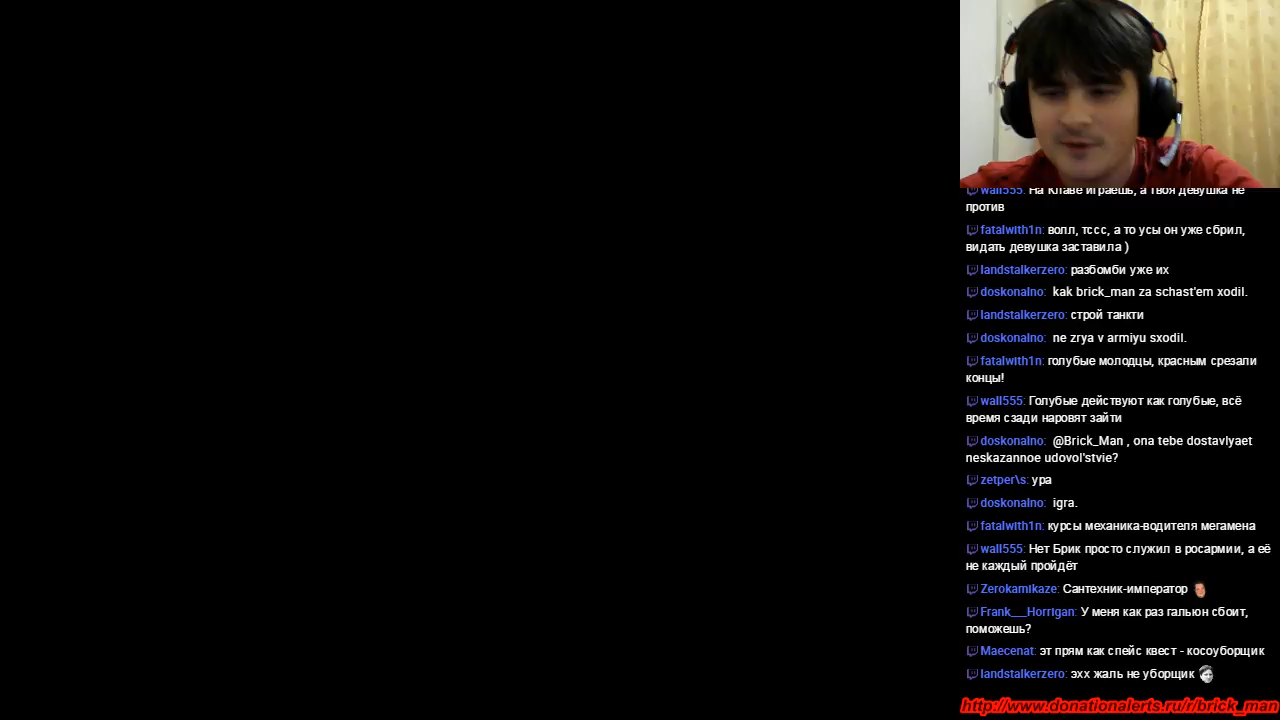 wall555: На Клаве играешь, а твоя девушка не
против
fatalwith1n: волл, тссс, а то усы он уже сбрил,
видать девушка заставила )
landstalkerzero: разбомби уже их
doskonalno: kak brick_man za schast'em xodil.
landstalkerzero: строй танкти
doskonalno: ne zrya v armiyu sxodil.
fatalwith1n: голубые молодцы, красным срезали
концы!
wall555: Голубые действуют как голубые, всё
время сзади наровят зайти
doskonalno: @Brick_Man , ona tebe dostavlyaet
neskazannoe udovol'stvie?
zetper\s: ура
doskonalno: igra.
fatalwith1n: курсы механика-водителя мегамена
wall555: Нет Брик просто служил в росармии, а её
не каждый пройдёт
Zerokamikaze: Сантехник-император
Frank__Horrigan: У меня как раз гальюн сбоит,
поможешь?
Maecenat: эт прям как спейс квест - косоуборщик
landstalkerzero: эхх жаль не уборщик
http://www.donationalerts.ru/r/brick_man